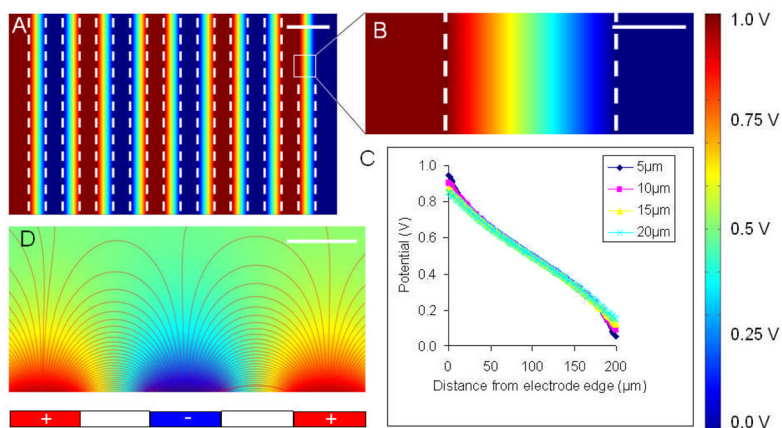 A
B
1.0 V
0.75 V
0.5 V
0.25 V
0.0 V
C
5µm
10µm
15µm
20µm
1.0
0.8
0.6
0.4
0.2
0.0
Potential (V)
0 50 100 150 200
Distance from electrode edge (µm)
D
+ - +